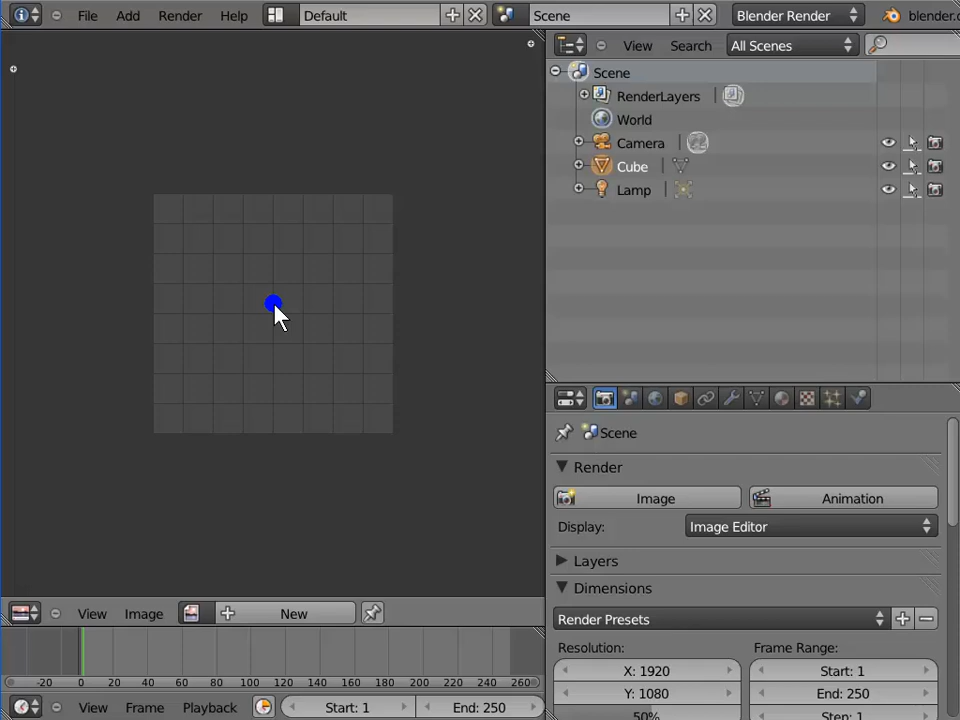 File Add Render Help Default Scene Blender Render
View Search All Scenes
Scene
RenderLayers
World
Camera
Cube
Lamp
Scene
Render
Image Animation
Display: Image Editor
Layers
Dimensions
Render Presets
Resolution: Frame Range:
X: 1920 Start: 1
Y: 1080 End: 250
50% Step: 1
View Image New
-20 0 20 40 60 80 100 120 140 160 180 200 220 240 260
View Frame Playback Start: 1 End: 250